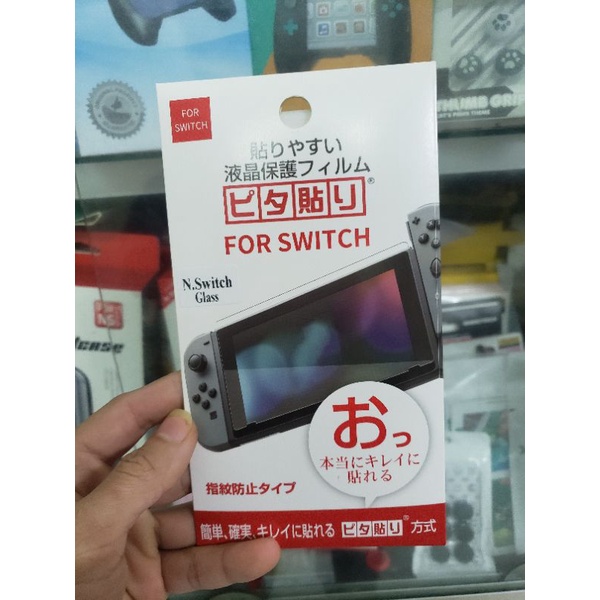 FOR
SWITCH
貼りやすい
液晶保護フィルム
ピタ貼り®
FOR SWITCH
N.Switch
Glass
おっ
本当にキレイに
貼れる
指紋防止タイプ
簡単、確実、キレイに貼れる ピタ貼り® 方式
THUMB GRIP
case